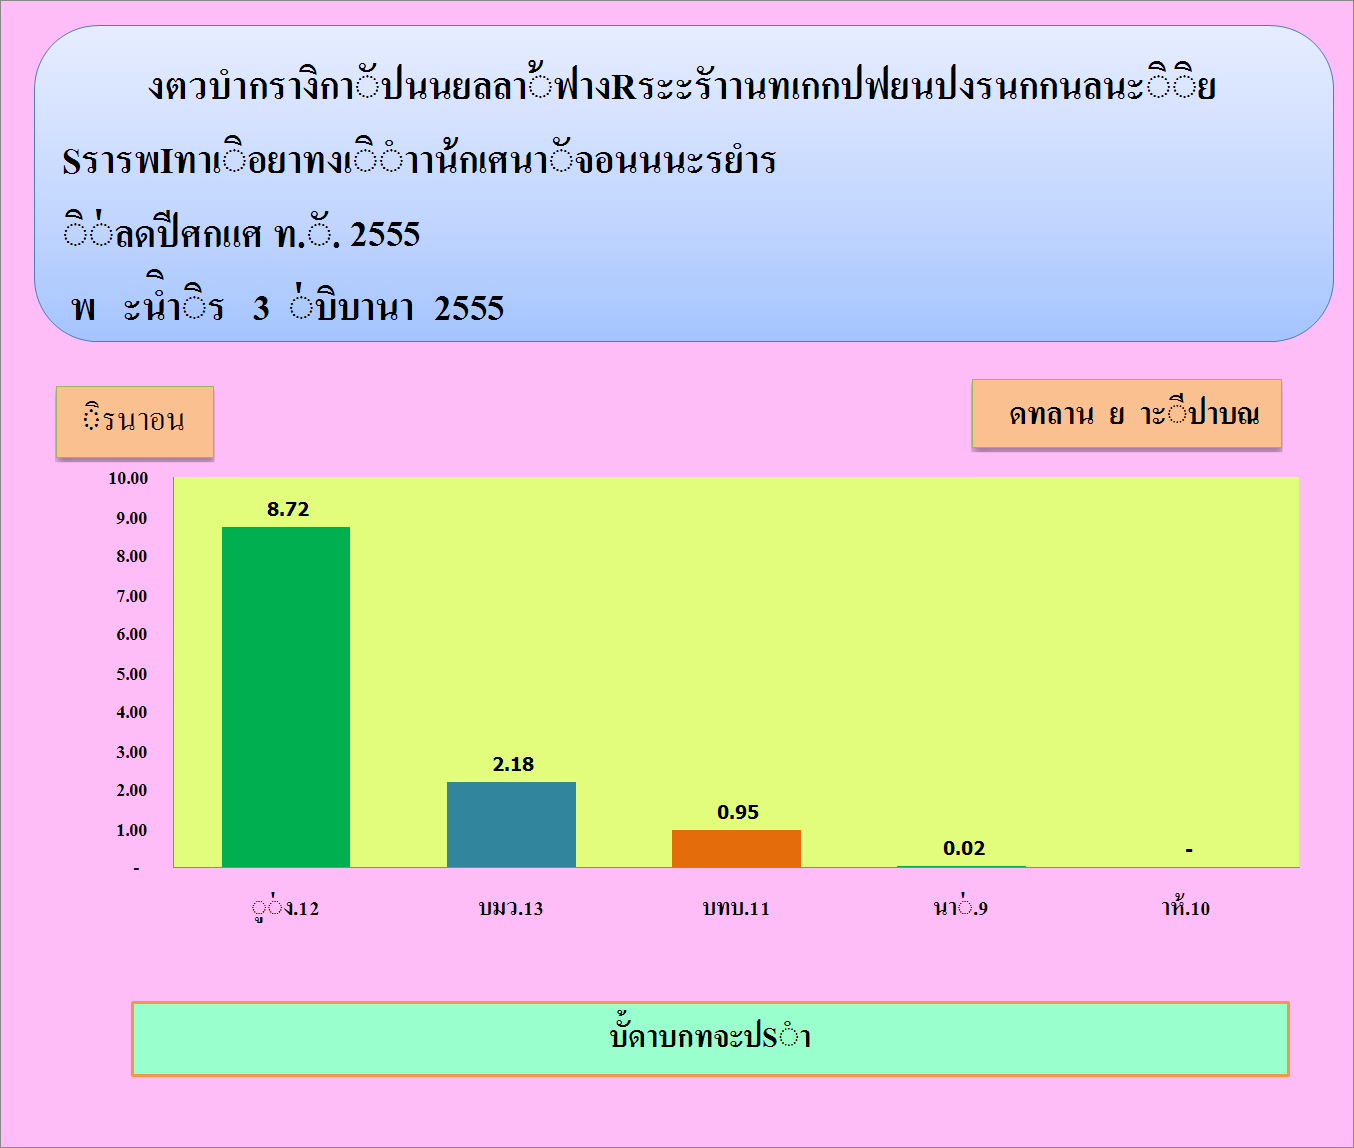 งตวบำกรางิกาัปนนยลลา้ฟางRระะรัาานทเกกปฟยนปงรนกกนลนะิิย
SรารพIทาเิอยาทงเิำาาน้กเศนาัจอนนนะรยำร
ิ่ลดปีศกแศ ท.ั. 2555
พ ะนำิาิร 3 ่บิบานา 2555
ิรนาอน
ดทลาน ย าะีปาบณ
10.00
9.00
8.00
7.00
6.00
5.00
4.00
3.00
2.00
1.00
-
8.72
2.18
0.95
0.02
-
ู่ง.12
บมว.13
บทบ.11
นา่.9
าห้.10
บั้ดาบกทจะปSำ